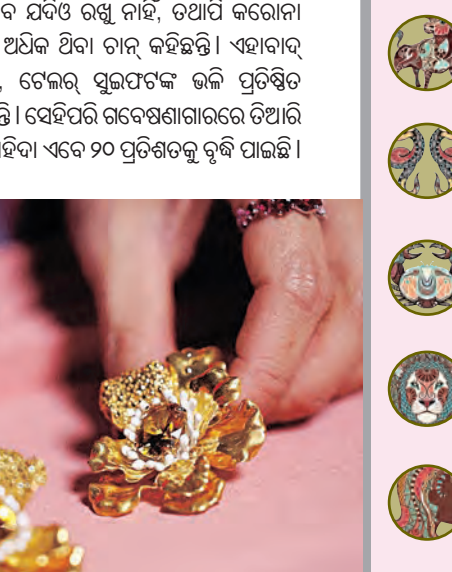 ବ ଯଦିଓ ରଖୁ ନାହିଁ, ତଥାପି କରୋନା
ଅଧିକ ଥିବା ଚାନ୍ କହିଛନ୍ତି। ଏହାବାଦ୍
, ଟେଲର୍ ସୁଇଫଟଙ୍କ ଭଳି ପ୍ରତିଷ୍ଠିତ
ନ୍ତି। ସେହିପରି ଗବେଷଣାଗାରରେ ତିଆରି
ହିଦା ଏବେ ୨୦ ପ୍ରତିଶତକୁ ବୃଦ୍ଧି ପାଇଛି।